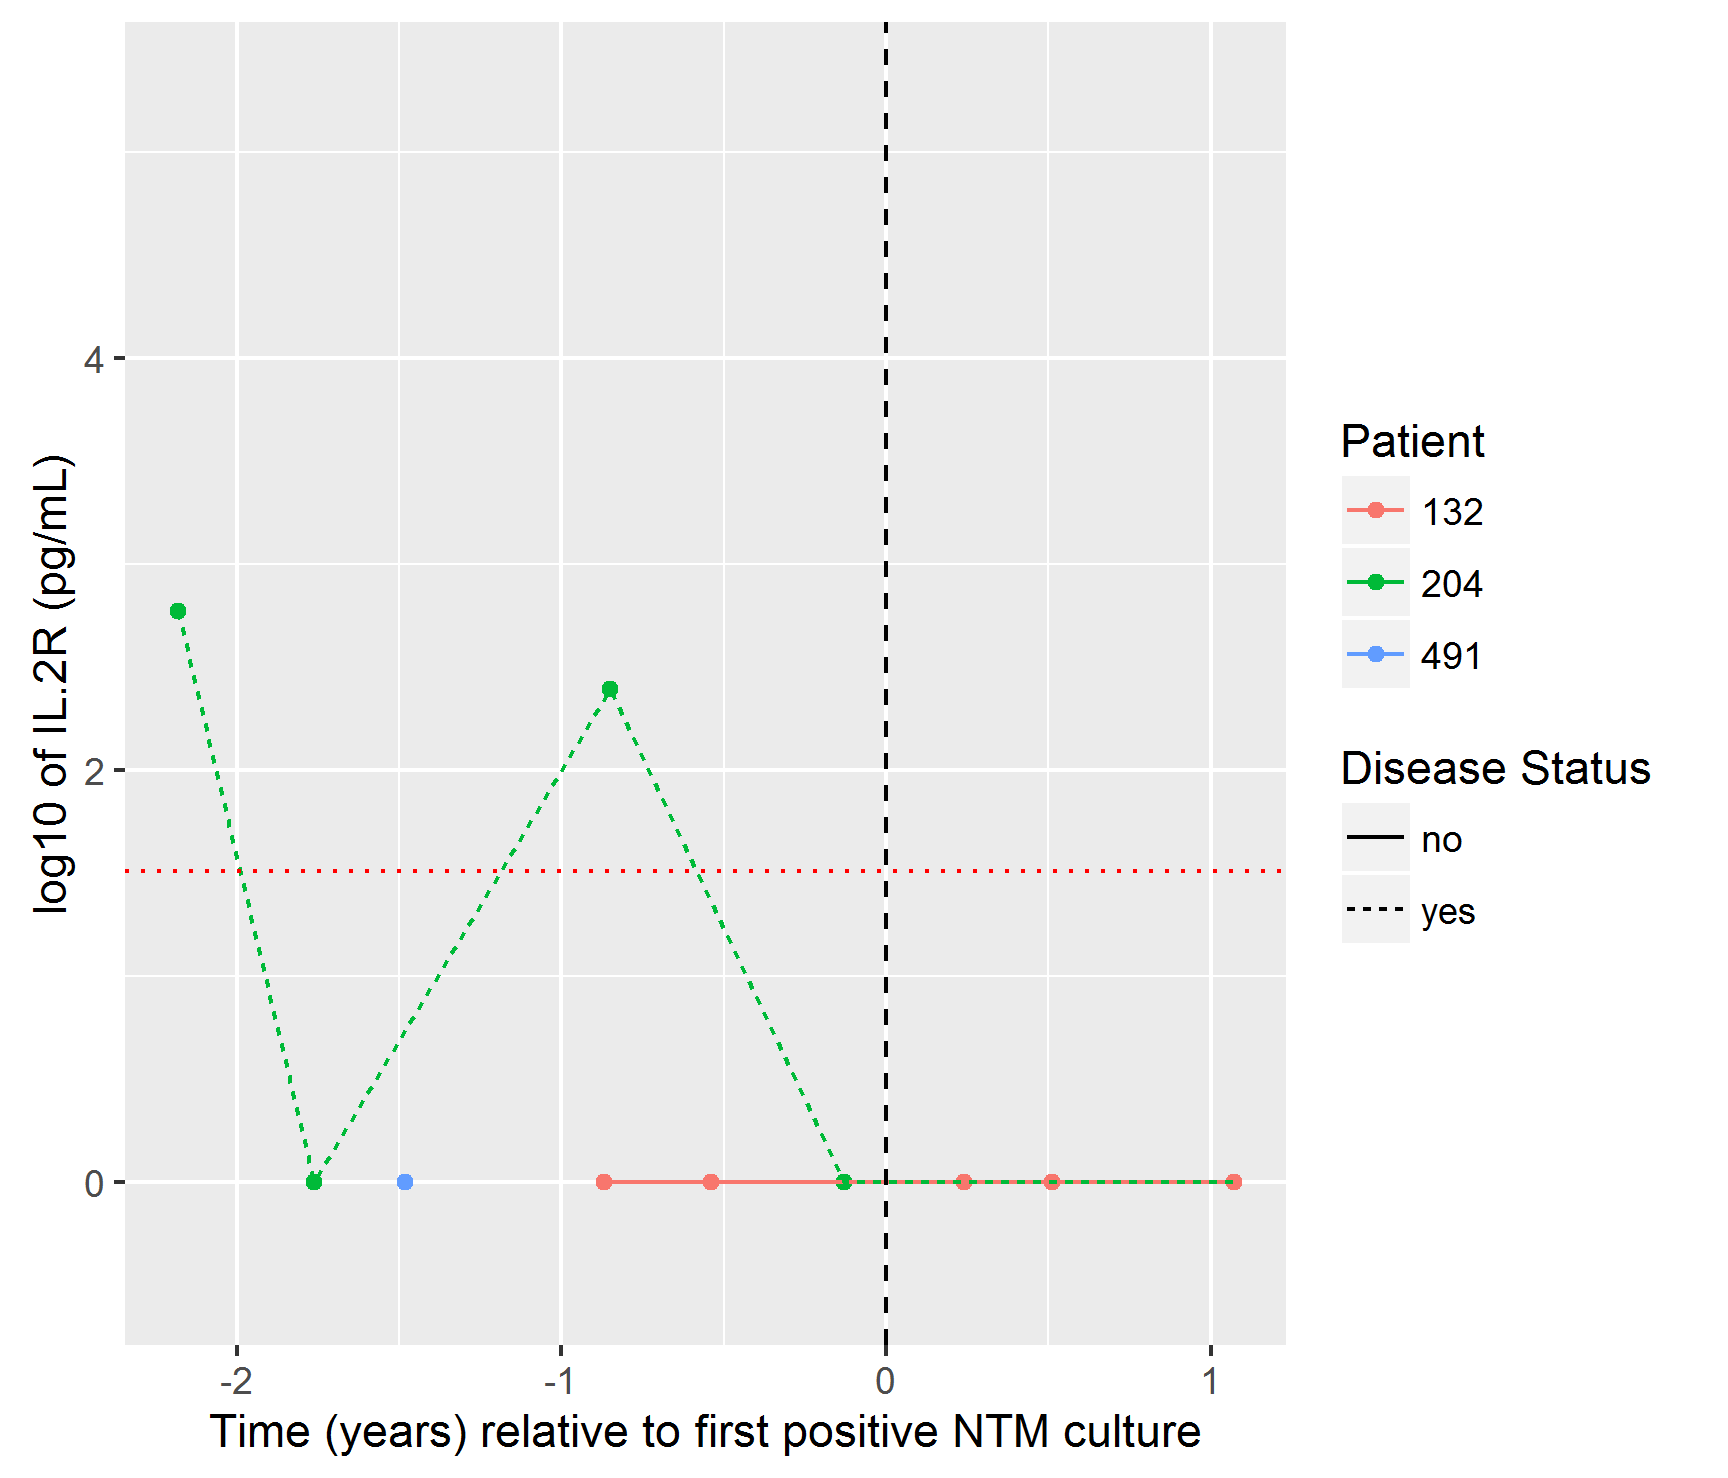 log10 of IL.2R (pg/mL)
4
2
0
-2
-1
0
1
Time (years) relative to first positive NTM culture
Patient
132
204
491
Disease Status
no
yes